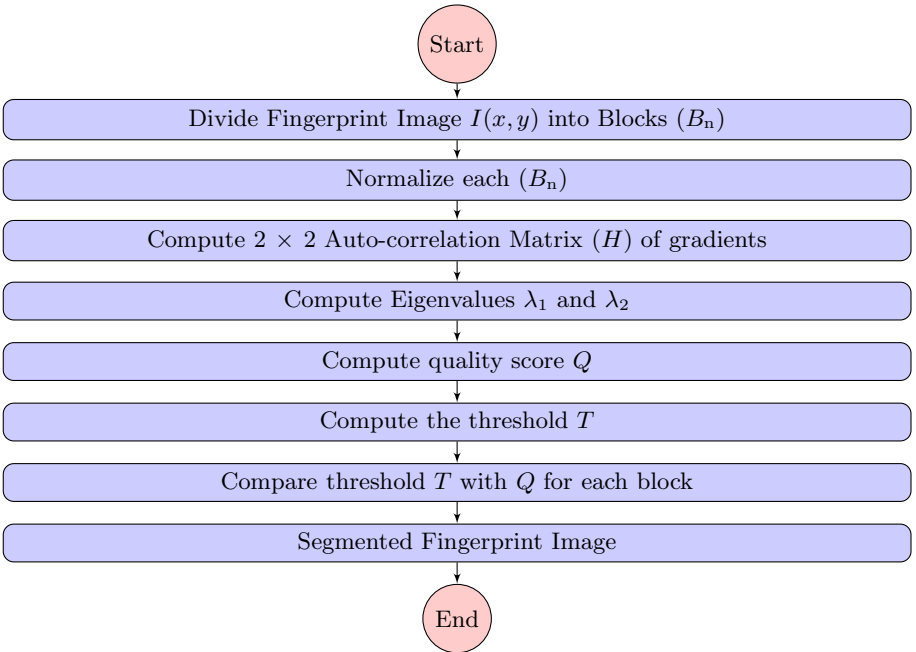 Start
Divide Fingerprint Image I(x, y) into Blocks (Bₙ)
Normalize each (Bₙ)
Compute 2 × 2 Auto-correlation Matrix (H) of gradients
Compute Eigenvalues λ₁ and λ₂
Compute quality score Q
Compute the threshold T
Compare threshold T with Q for each block
Segmented Fingerprint Image
End